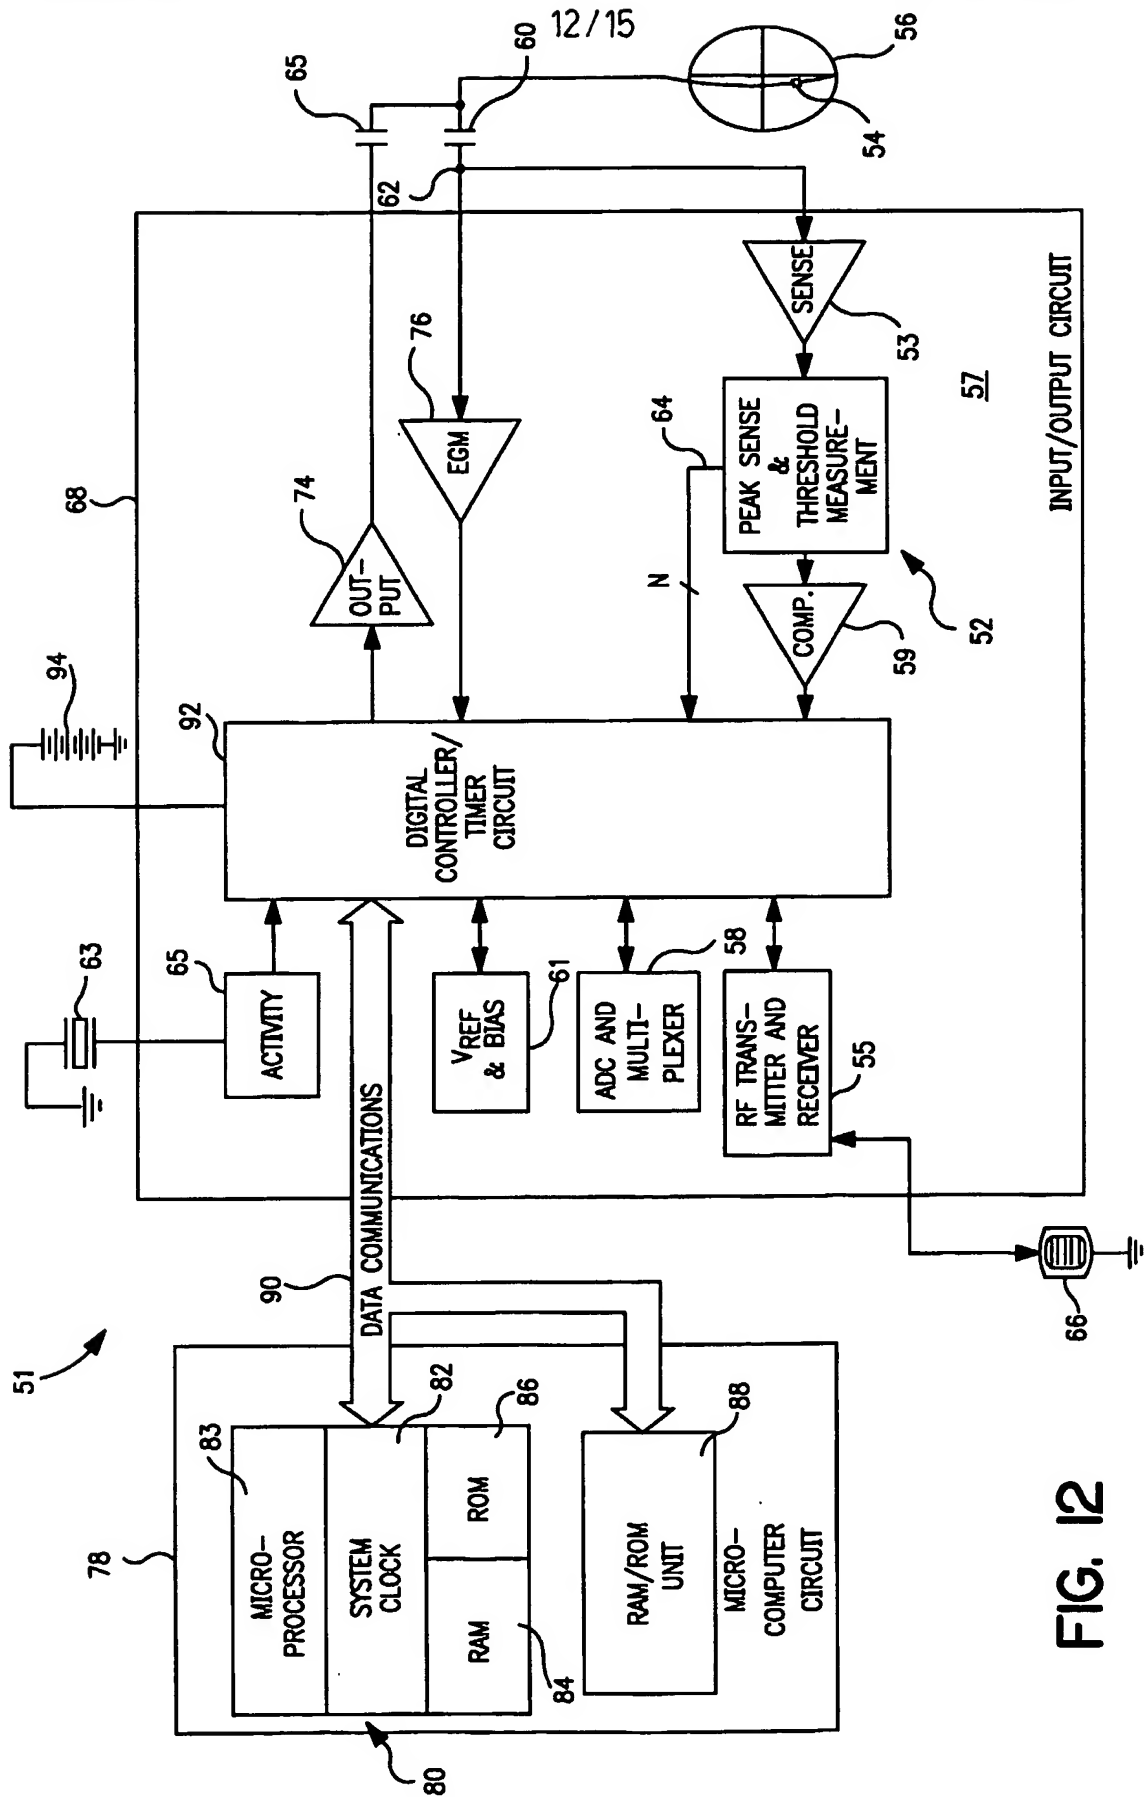 12/15
51
78
83
MICRO-
PROCESSOR
SYSTEM
CLOCK
82
RAM
ROM
86
84
80
RAM/ROM
UNIT
88
MICRO-
COMPUTER
CIRCUIT
90
DATA COMMUNICATIONS
63
65
ACTIVITY
VREF
& BIAS
61
ADC AND
MULTI-
PLEXER
58
RF TRANS-
MITTER AND
RECEIVER
55
66
94
92
DIGITAL
CONTROLLER/
TIMER
CIRCUIT
68
74
OUT-
PUT
76
EGM
64
N
PEAK SENSE
&
THRESHOLD
MEASURE-
MENT
COMP.
59
52
SENSE
53
57
INPUT/OUTPUT CIRCUIT
65
60
62
56
54
FIG. 12